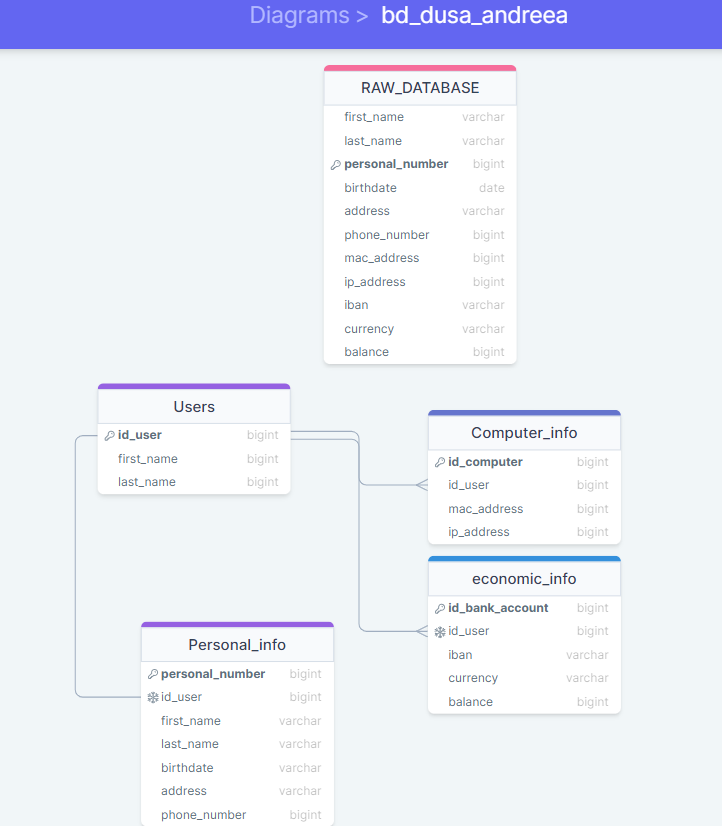 Diagrams > bd_dusa_andreea
RAW_DATABASE
first_name varchar
last_name varchar
personal_number bigint
birthdate date
address varchar
phone_number bigint
mac_address bigint
ip_address bigint
iban varchar
currency varchar
balance bigint
Users
id_user bigint
first_name bigint
last_name bigint
Computer_info
id_computer bigint
id_user bigint
mac_address bigint
ip_address bigint
economic_info
id_bank_account bigint
id_user bigint
iban varchar
currency varchar
balance bigint
Personal_info
personal_number bigint
id_user bigint
first_name varchar
last_name varchar
birthdate varchar
address varchar
phone_number bigint